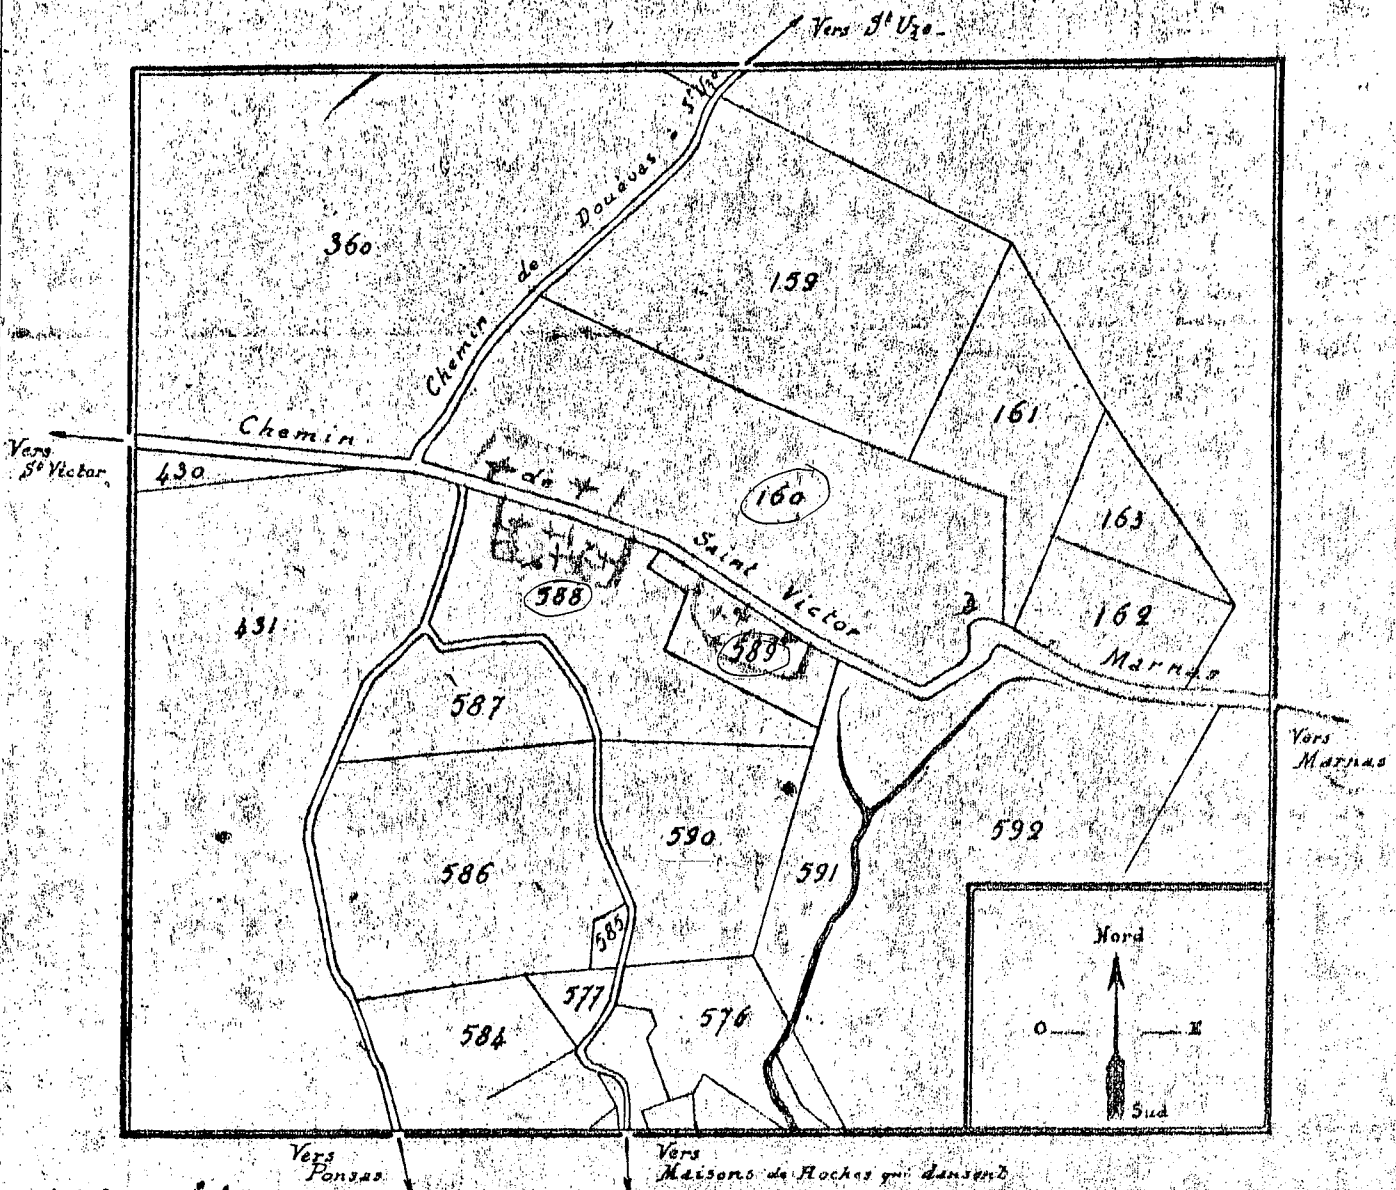 Vers St Uze
Chemin de Douévas à St Uze
360
159
161
Vers
St Victor
Chemin de Saint Victor
430
160
163
588
431
162
589
Marnas
587
Vers
Marnas
590
592
586
591
585
577
576
584
Nord
O
E
Sud
Vers
Ponsas
Vers
Maisons de Roches qui dansent